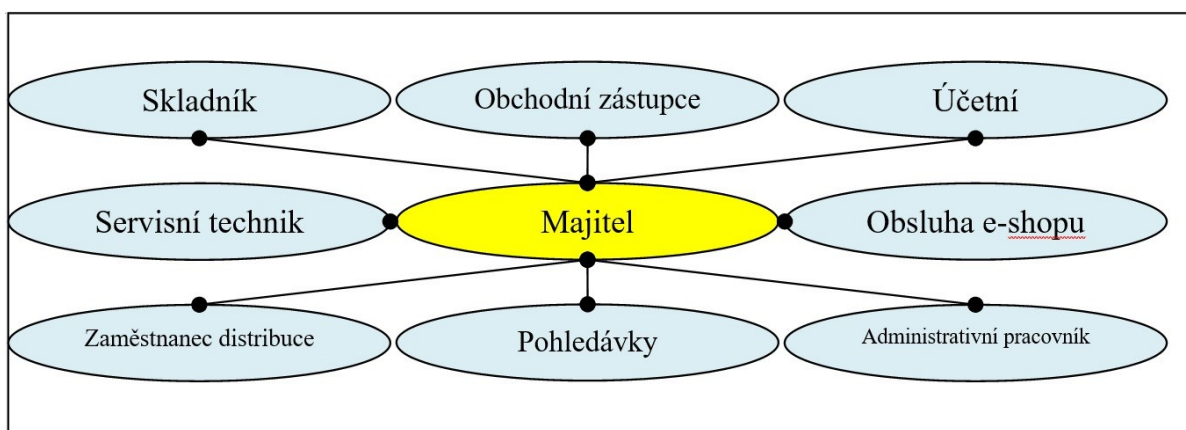 Skladník
Obchodní zástupce
Účetní
Servisní technik
Majitel
Obsluha e-shopu
Zaměstnanec distribuce
Pohledávky
Administrativní pracovník